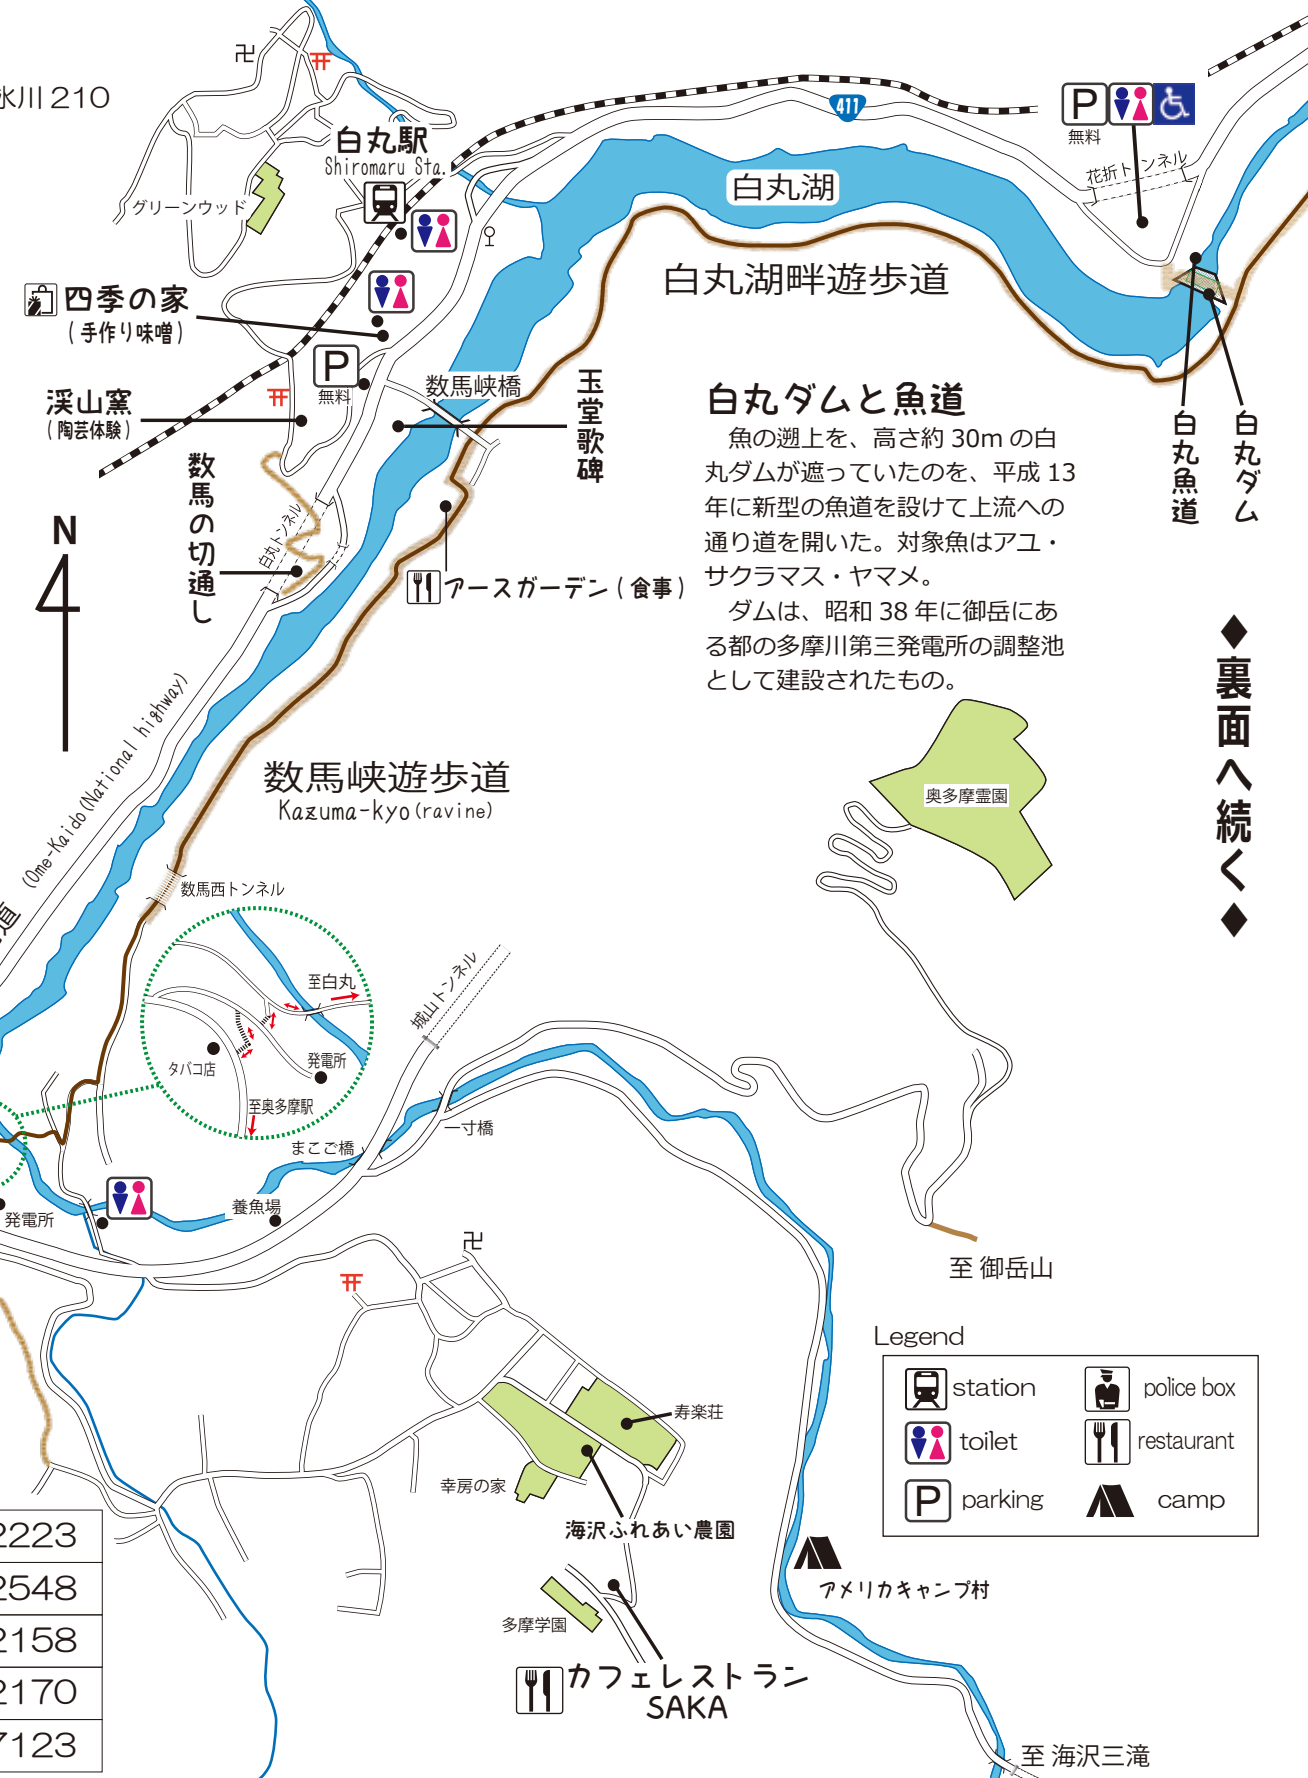 氷川 210
白丸駅
Shiromaru Sta.
411
P
無料
花折トンネル
グリーンウッド
白丸湖
白丸湖畔遊歩道
四季の家
(手作り味噌)
P
無料
数馬峡橋
渓山窯
(陶芸体験)
玉堂歌碑
白丸ダムと魚道
魚の遡上を、高さ約 30m の白
丸ダムが遮っていたのを、平成 13
年に新型の魚道を設けて上流への
通り道を開いた。対象魚はアユ・
サクラマス・ヤマメ。
ダムは、昭和 38 年に御岳にあ
る都の多摩川第三発電所の調整池
として建設されたもの。
白丸魚道
白丸ダム
数馬の切通し
白丸トンネル
N
アースガーデン(食事)
◆裏面へ続く◆
道
(Ome-Kaido(National highway)
数馬峡遊歩道
Kazuma-kyo(ravine)
奥多摩霊園
数馬西トンネル
至白丸
タバコ店
発電所
至奥多摩駅
城山トンネル
まこご橋
一寸橋
発電所
養魚場
至 御岳山
Legend
station
police box
toilet
restaurant
P
parking
camp
寿楽荘
幸房の家
海沢ふれあい農園
アメリカキャンプ村
多摩学園
カフェレストラン
SAKA
2223
2548
2158
2170
7123
至 海沢三滝